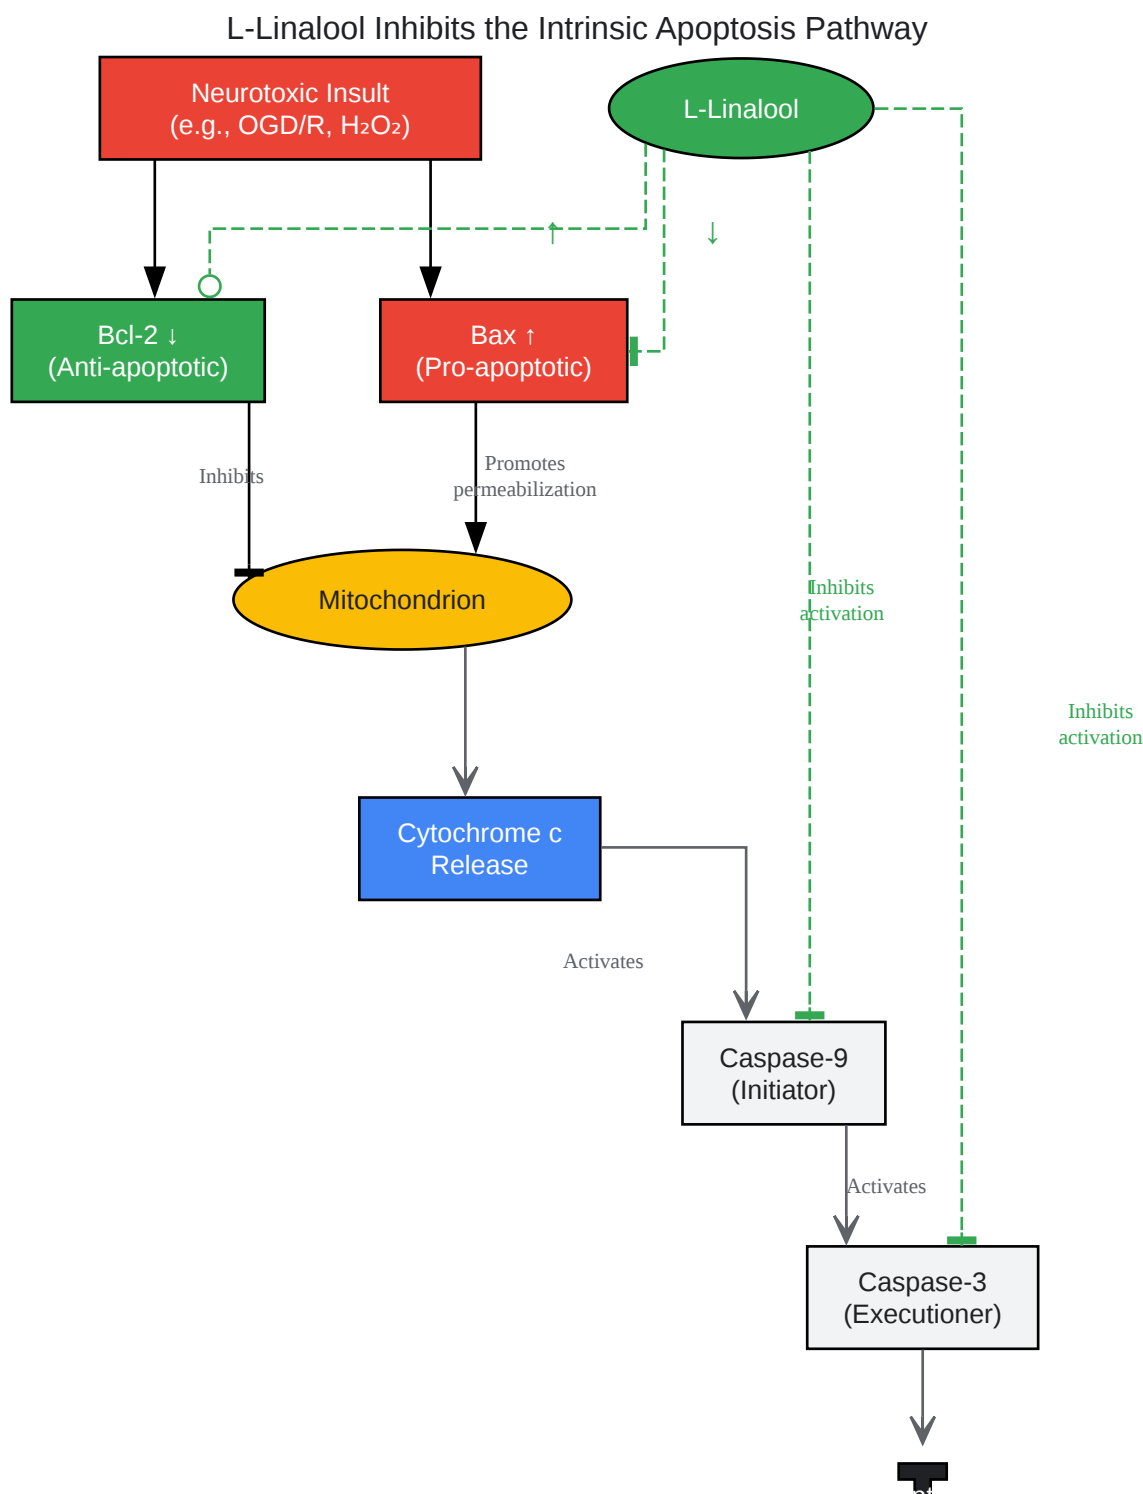 L-Linalool Inhibits the Intrinsic Apoptosis Pathway
Neurotoxic Insult
(e.g., OGD/R, H₂O₂)
L-Linalool
↑
↓
Bcl-2 ↓
(Anti-apoptotic)
Bax ↑
(Pro-apoptotic)
Inhibits
Promotes
permeabilization
Mitochondrion
Inhibits
activation
Inhibits
activation
Cytochrome c
Release
Activates
Caspase-9
(Initiator)
Activates
Caspase-3
(Executioner)